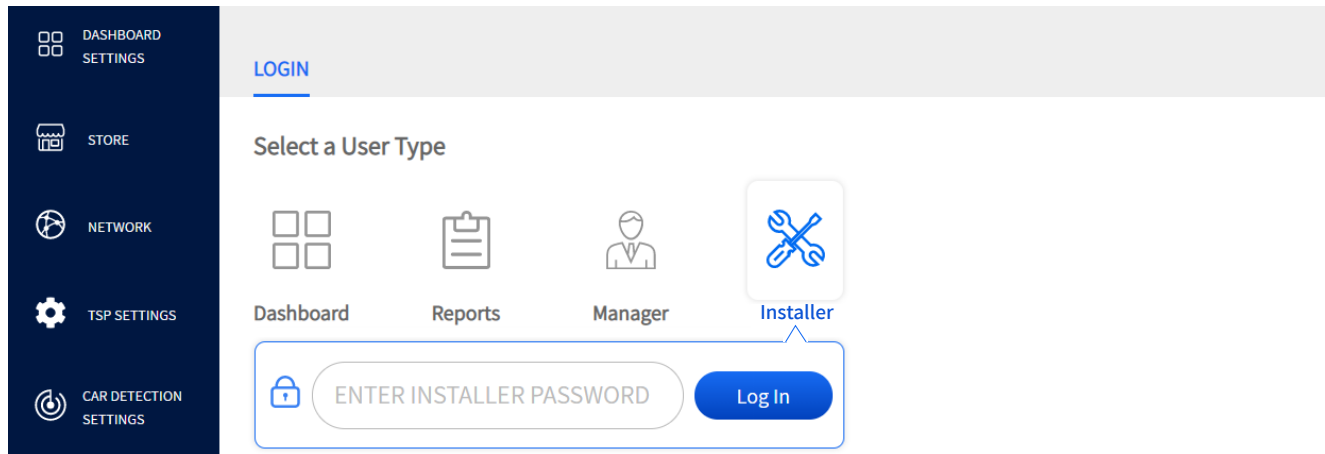 DASHBOARD
SETTINGS
STORE
NETWORK
TSP SETTINGS
CAR DETECTION
SETTINGS
LOGIN
Select a User Type
Dashboard
Reports
Manager
Installer
ENTER INSTALLER PASSWORD
Log In